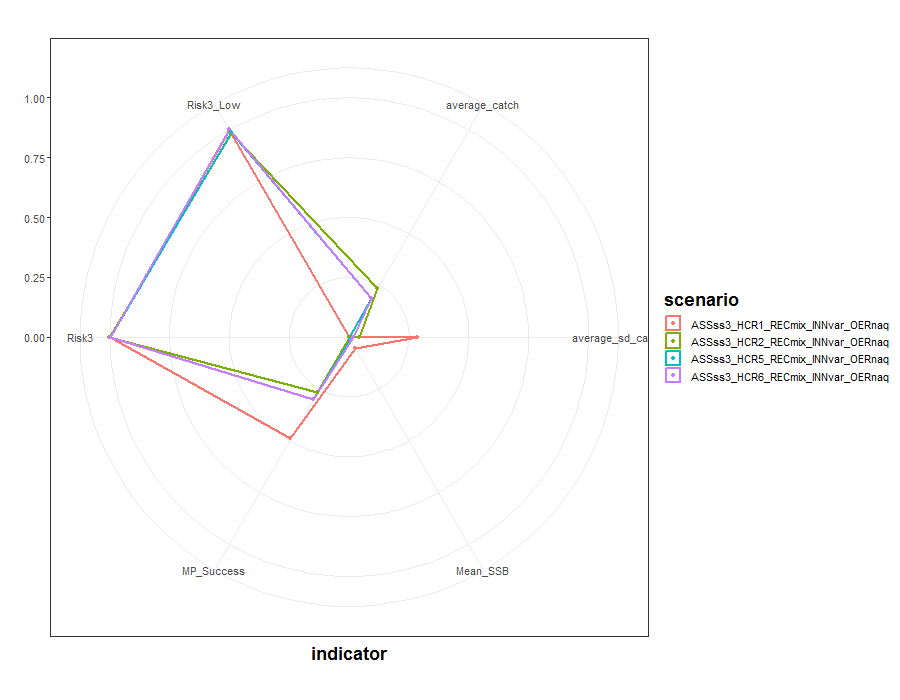 1.00
Risk3_Low
average_catch
0.75
0.50
0.25
0.00
Risk3
average_sd_ca
MP_Success
Mean_SSB
indicator
scenario
ASSss3_HCR1_RECmix_INNvar_OERnaq
ASSss3_HCR2_RECmix_INNvar_OERnaq
ASSss3_HCR5_RECmix_INNvar_OERnaq
ASSss3_HCR6_RECmix_INNvar_OERnaq